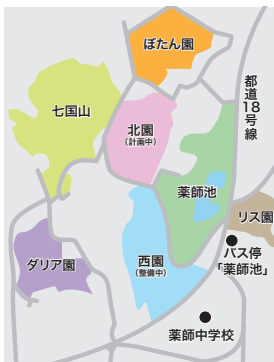 ぼたん園
七国山
北園
(計画中)
都道18号線
薬師池
リス園
ダリア園
西園
(整備中)
バス停
「薬師池」
薬師中学校